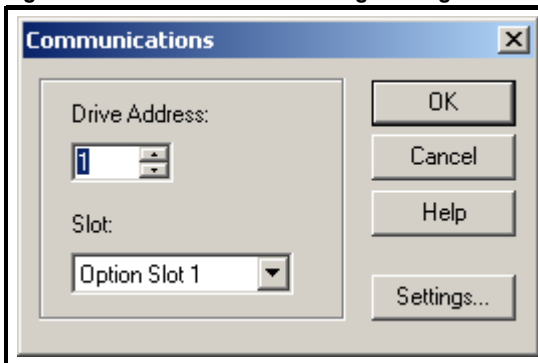 Communications
Drive Address:
1
Slot:
Option Slot 1
OK
Cancel
Help
Settings...